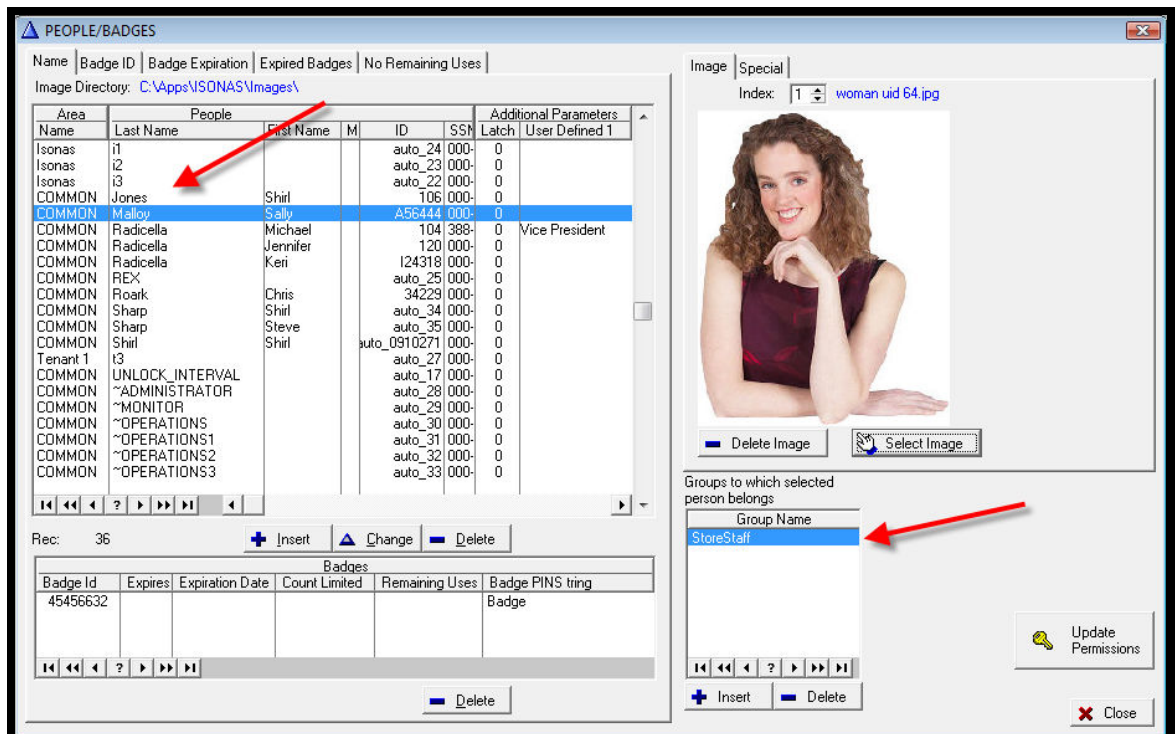 PEOPLE/BADGES
Name Badge ID Badge Expiration Expired Badges No Remaining Uses
Image Directory: C:\Apps\ISONAS\Images\
Area People Additional Parameters
Name Last Name First Name M ID SSN Latch User Defined 1
Isonas i1 auto_24 000- 0
Isonas i2 auto_23 000- 0
Isonas i3 auto_22 000- 0
COMMON Jones Shirl 106 000- 0
COMMON Malloy Sally A56444 000- 0
COMMON Radicella Michael 104 388- 0 Vice President
COMMON Radicella Jennifer 120 000- 0
COMMON Radicella Keri I24318 000- 0
COMMON REX auto_25 000- 0
COMMON Roark Chris 34229 000- 0
COMMON Sharp Shirl auto_34 000- 0
COMMON Sharp Steve auto_35 000- 0
COMMON Shirl Shirl auto_0910271 000- 0
Tenant 1 t3 auto_27 000- 0
COMMON UNLOCK_INTERVAL auto_17 000- 0
COMMON ~ADMINISTRATOR auto_28 000- 0
COMMON ~MONITOR auto_29 000- 0
COMMON ~OPERATIONS auto_30 000- 0
COMMON ~OPERATIONS1 auto_31 000- 0
COMMON ~OPERATIONS2 auto_32 000- 0
COMMON ~OPERATIONS3 auto_33 000- 0
?
Rec: 36 Insert Change Delete
Badges
Badge Id Expires Expiration Date Count Limited Remaining Uses Badge PINS tring
45456632 Badge
?
Delete
Image Special
Index: 1 woman uid 64.jpg
Delete Image Select Image
Groups to which selected
person belongs
Group Name
StoreStaff
?
Insert Delete
Update
Permissions
Close